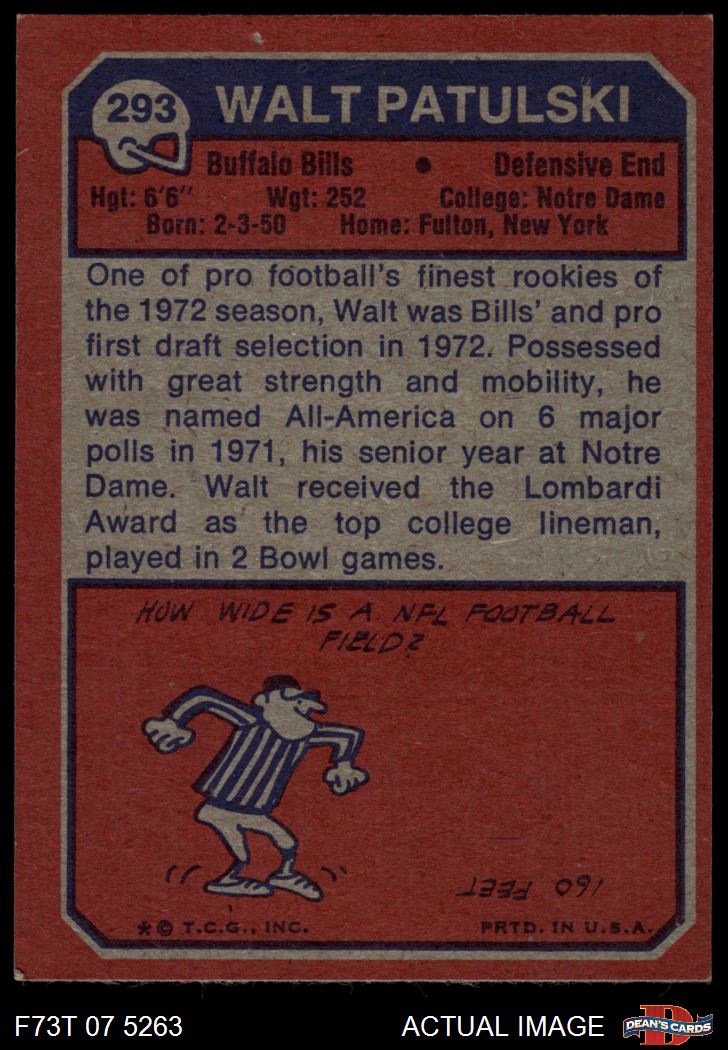 293 WALT PATULSKI
Buffalo Bills • Defensive End
Hgt: 6'6" Wgt: 252 College: Notre Dame
Born: 2-3-50 Home: Fulton, New York
One of pro football's finest rookies of
the 1972 season, Walt was Bills' and pro
first draft selection in 1972. Possessed
with great strength and mobility, he
was named All-America on 6 major
polls in 1971, his senior year at Notre
Dame. Walt received the Lombardi
Award as the top college lineman,
played in 2 Bowl games.
HOW WIDE IS A NFL FOOTBALL
FIELD?
160 FEET
* © T.C.G., INC. PRTD. IN U.S.A.
F73T 07 5263 ACTUAL IMAGE D DEAN'S CARDS